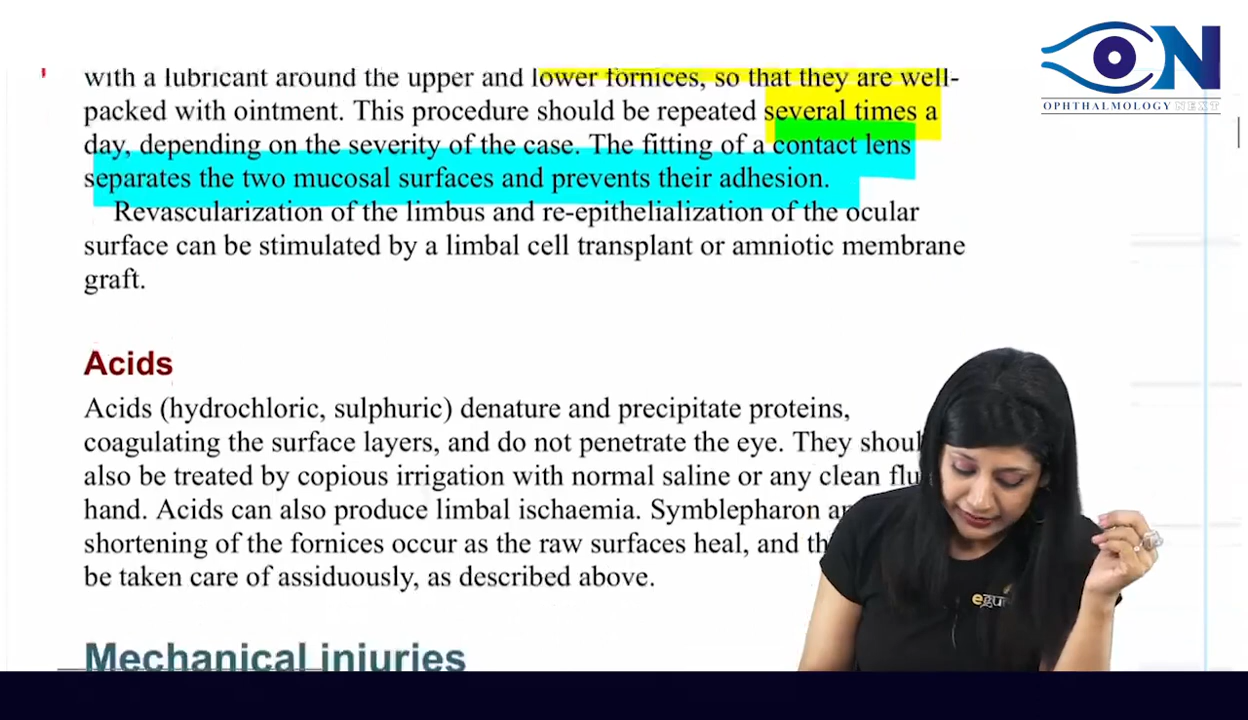 with a lubricant around the upper and lower fornices, so that they are well-
packed with ointment. This procedure should be repeated several times a
day, depending on the severity of the case. The fitting of a contact lens
separates the two mucosal surfaces and prevents their adhesion.
Revascularization of the limbus and re-epithelialization of the ocular
surface can be stimulated by a limbal cell transplant or amniotic membrane
graft.
Acids
Acids (hydrochloric, sulphuric) denature and precipitate proteins,
coagulating the surface layers, and do not penetrate the eye. They
also be treated by copious irrigation with normal saline or any clean
hand. Acids can also produce limbal ischaemia. Symblepharon
shortening of the fornices occur as the raw surfaces heal, and
be taken care of assiduously, as described above.
Mechanical injuries
ON
OPHTHALMOLOGY NEXT